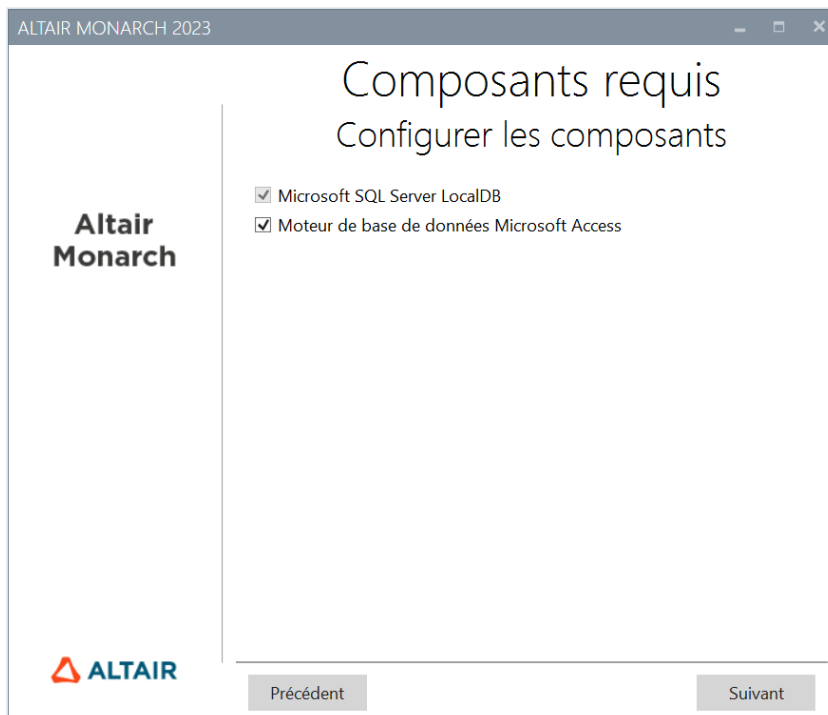 ALTAIR MONARCH 2023
Composants requis
Configurer les composants
Altair
Monarch
Microsoft SQL Server LocalDB
Moteur de base de données Microsoft Access
ALTAIR
Précédent
Suivant